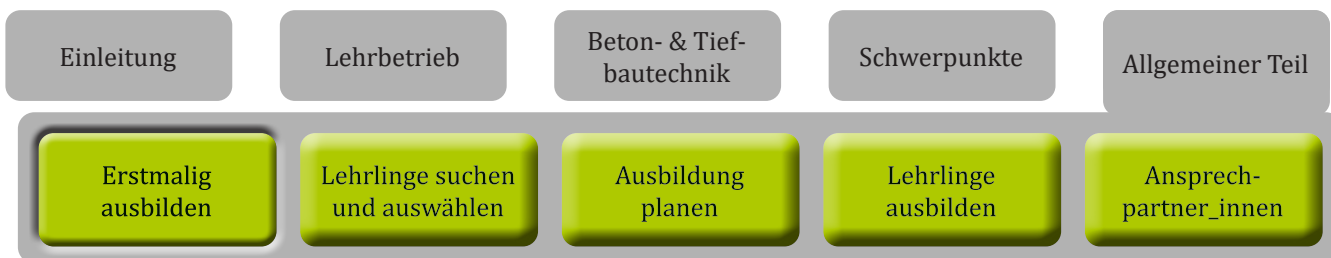 Einleitung
Lehrbetrieb
Beton- & Tief-
bautechnik
Schwerpunkte
Allgemeiner Teil
Erstmalig
ausbilden
Lehrlinge suchen
und auswählen
Ausbildung
planen
Lehrlinge
ausbilden
Ansprech-
partner_innen